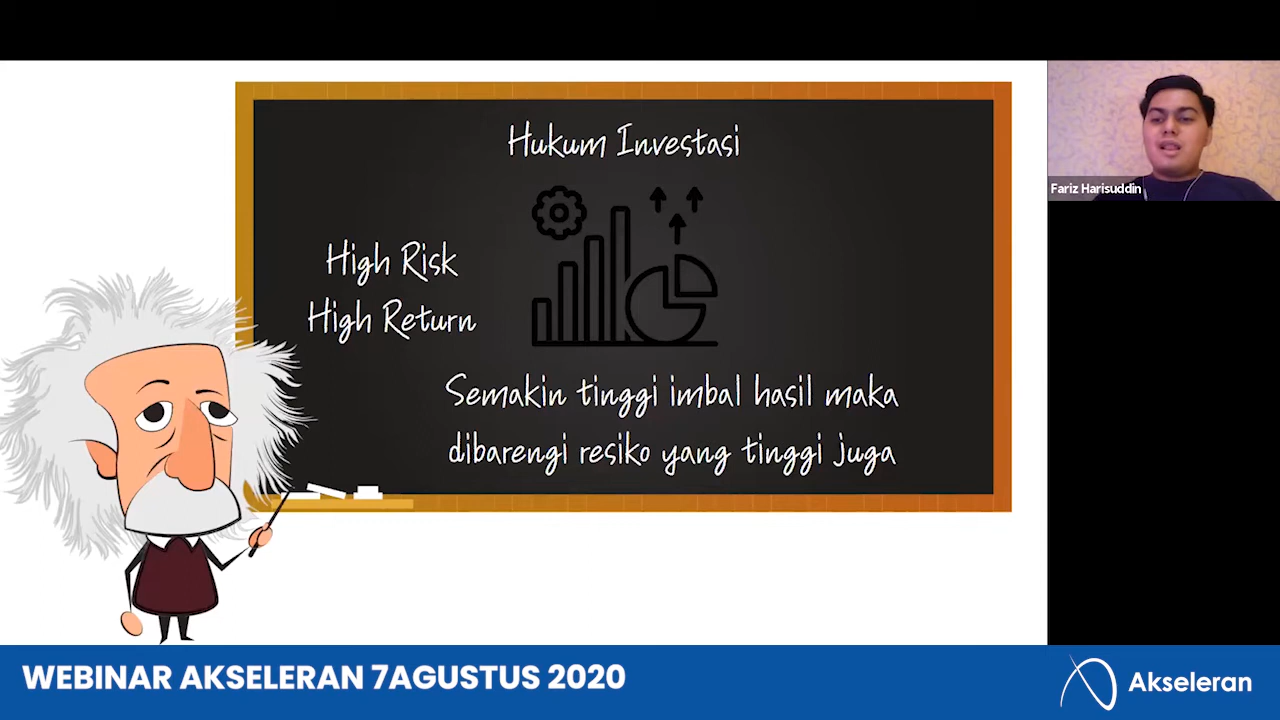 Hukum Investasi
High Risk
High Return
Semakin tinggi imbal hasil maka
dibarengi resiko yang tinggi juga
Fariz Harisuddin
WEBINAR AKSELERAN 7AGUSTUS 2020
Akseleran